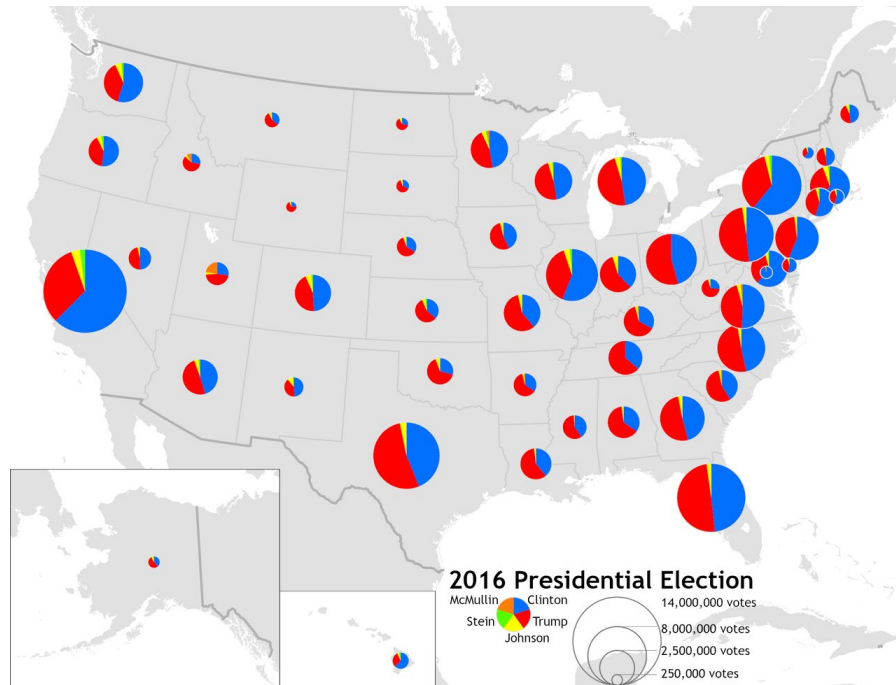 2016 Presidential Election
McMullin
Clinton
Stein
Trump
Johnson
14,000,000 votes
8,000,000 votes
2,500,000 votes
250,000 votes